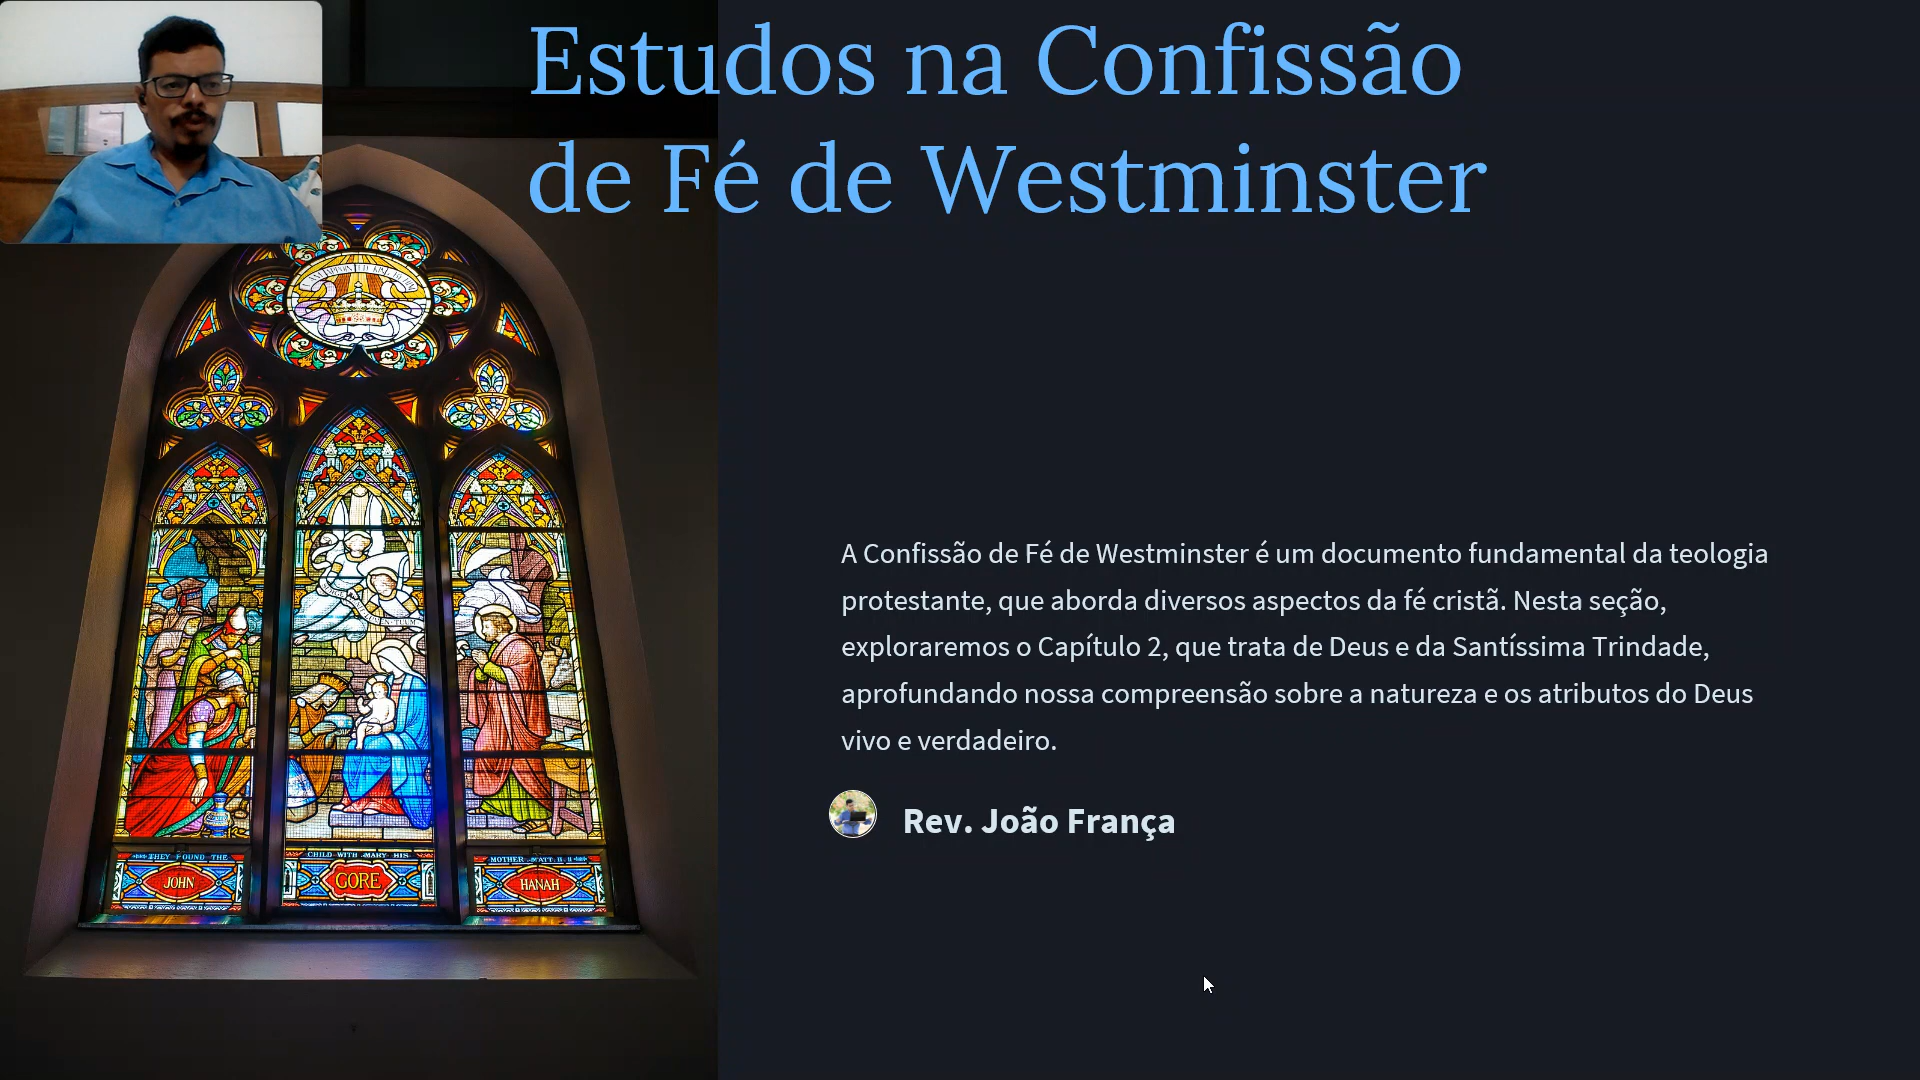 Estudos na Confissão
de Fé de Westminster
A Confissão de Fé de Westminster é um documento fundamental da teologia
protestante, que aborda diversos aspectos da fé cristã. Nesta seção,
exploraremos o Capítulo 2, que trata de Deus e da Santíssima Trindade,
aprofundando nossa compreensão sobre a natureza e os atributos do Deus
vivo e verdadeiro.
Rev. João França
THEY FOUND THE
CHILD WITH MARY HIS
MOTHER
JOHN
GORE
HANAH